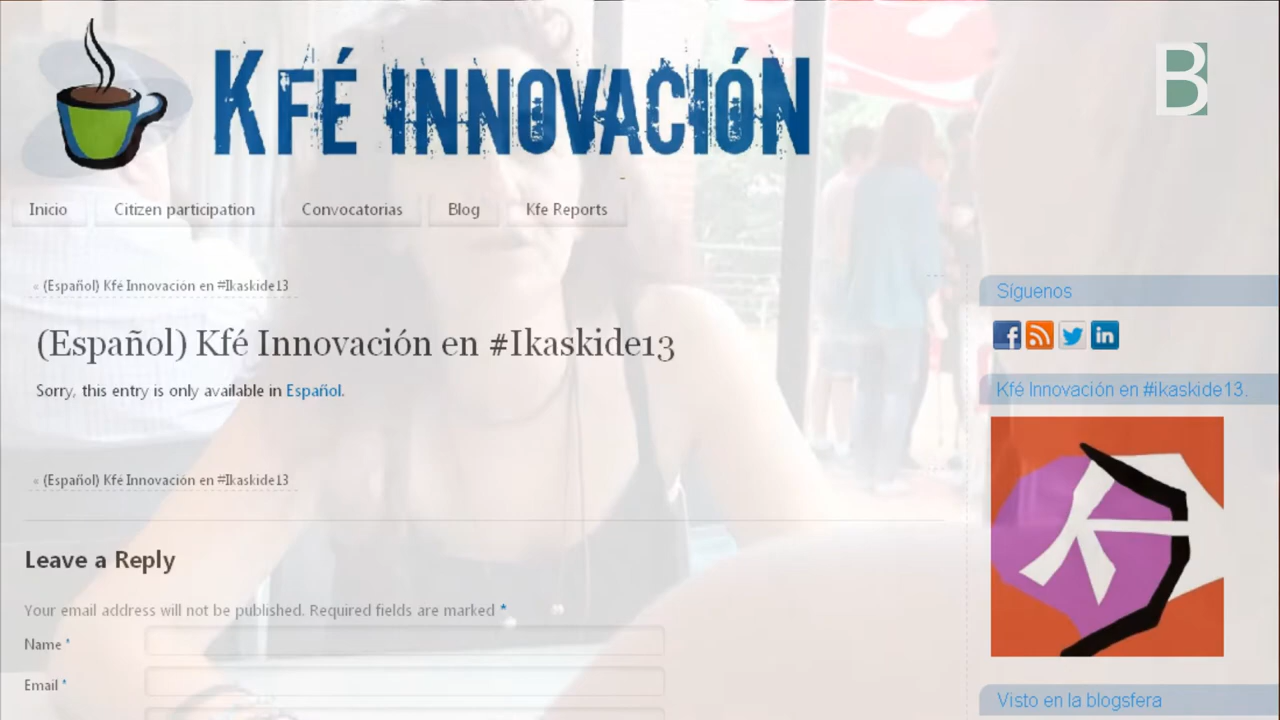 KFÉ INNOVACIÓN
B
Inicio
Citizen participation
Convocatorias
Blog
Kfe Reports
« (Español) Kfé Innovación en #Ikaskide13
(Español) Kfé Innovación en #Ikaskide13
Sorry, this entry is only available in Español.
« (Español) Kfé Innovación en #Ikaskide13
Leave a Reply
Your email address will not be published. Required fields are marked *
Name *
Email *
Síguenos
Kfé Innovación en #ikaskide13.
K
Visto en la blogsfera